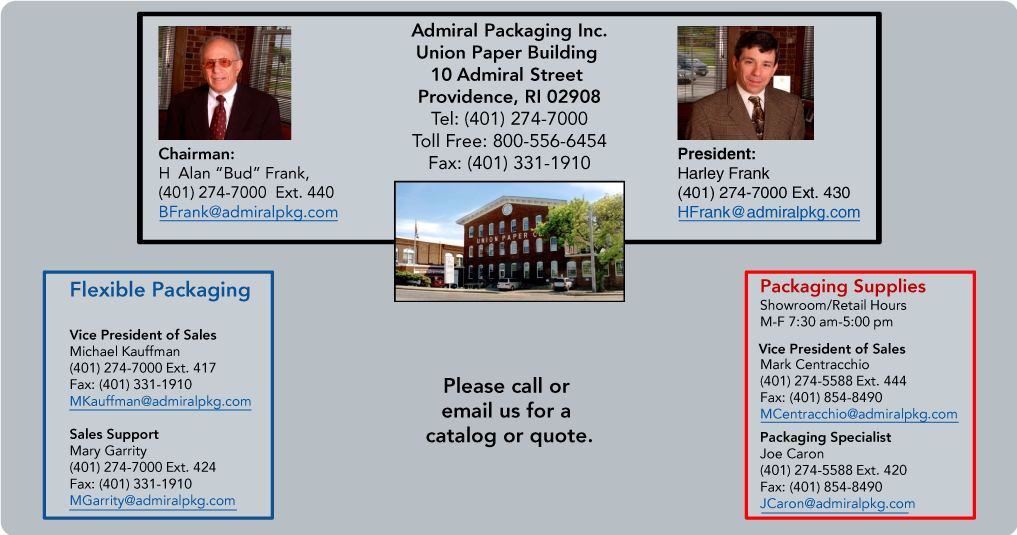 Admiral Packaging Inc.
Union Paper Building
10 Admiral Street
Providence, RI 02908
Tel: (401) 274-7000
Toll Free: 800-556-6454
Fax: (401) 331-1910
Chairman:
H Alan “Bud” Frank,
(401) 274-7000 Ext. 440
BFrank@admiralpkg.com
President:
Harley Frank
(401) 274-7000 Ext. 430
HFrank@admiralpkg.com
UNION PAPER C
Flexible Packaging
Vice President of Sales
Michael Kauffman
(401) 274-7000 Ext. 417
Fax: (401) 331-1910
MKauffman@admiralpkg.com
Sales Support
Mary Garrity
(401) 274-7000 Ext. 424
Fax: (401) 331-1910
MGarrity@admiralpkg.com
Please call or
email us for a
catalog or quote.
Packaging Supplies
Showroom/Retail Hours
M-F 7:30 am-5:00 pm
Vice President of Sales
Mark Centracchio
(401) 274-5588 Ext. 444
Fax: (401) 854-8490
MCentracchio@admiralpkg.com
Packaging Specialist
Joe Caron
(401) 274-5588 Ext. 420
Fax: (401) 854-8490
JCaron@admiralpkg.com